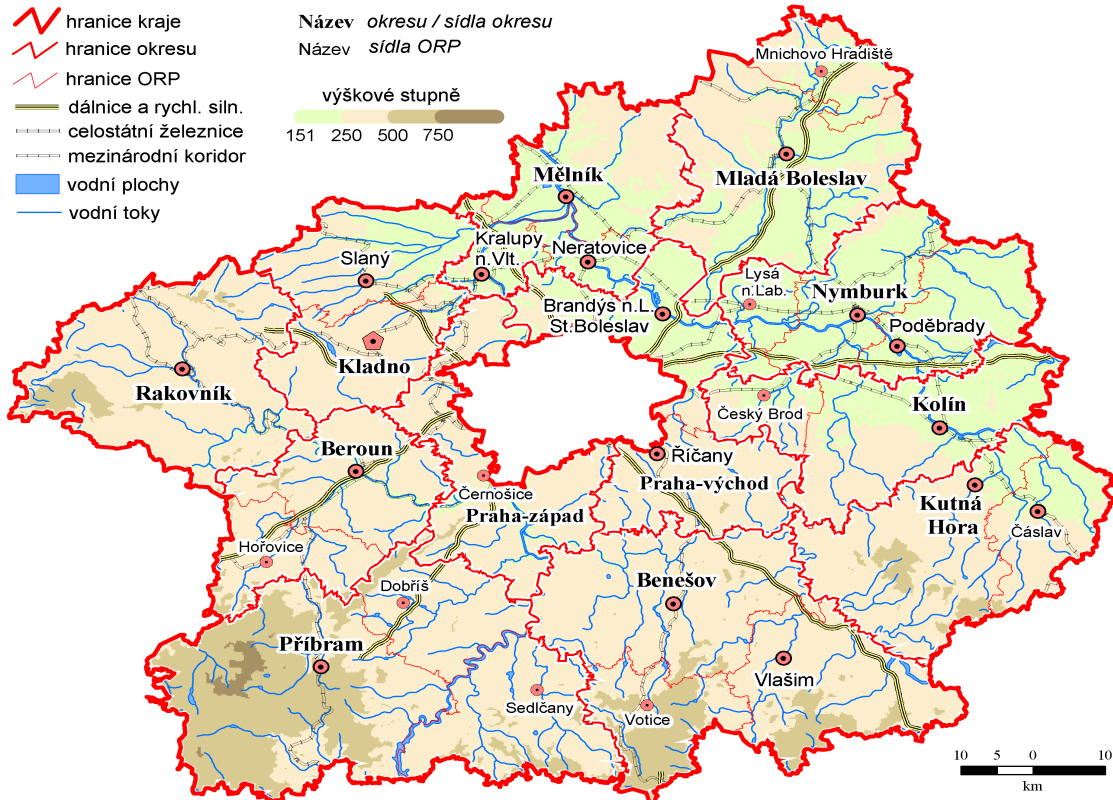 hranice kraje
hranice okresu
hranice ORP
dálnice a rychl. siln.
celostátní železnice
mezinárodní koridor
vodní plochy
vodní toky
Název okresu / sídla okresu
Název sídla ORP
výškové stupně
151 250 500 750
Mnichovo Hradiště
Mladá Boleslav
Mělník
Kralupy
n.Vlt.
Neratovice
Slaný
Lysá
n.Lab.
Nymburk
Brandýs n.L.
St.Boleslav
Poděbrady
Kladno
Rakovník
Český Brod
Kolín
Beroun
Říčany
Praha-východ
Černošice
Praha-západ
Kutná
Hora
Čáslav
Hořovice
Dobříš
Benešov
Příbram
Vlašim
Sedlčany
Votice
10 5 0 10
km